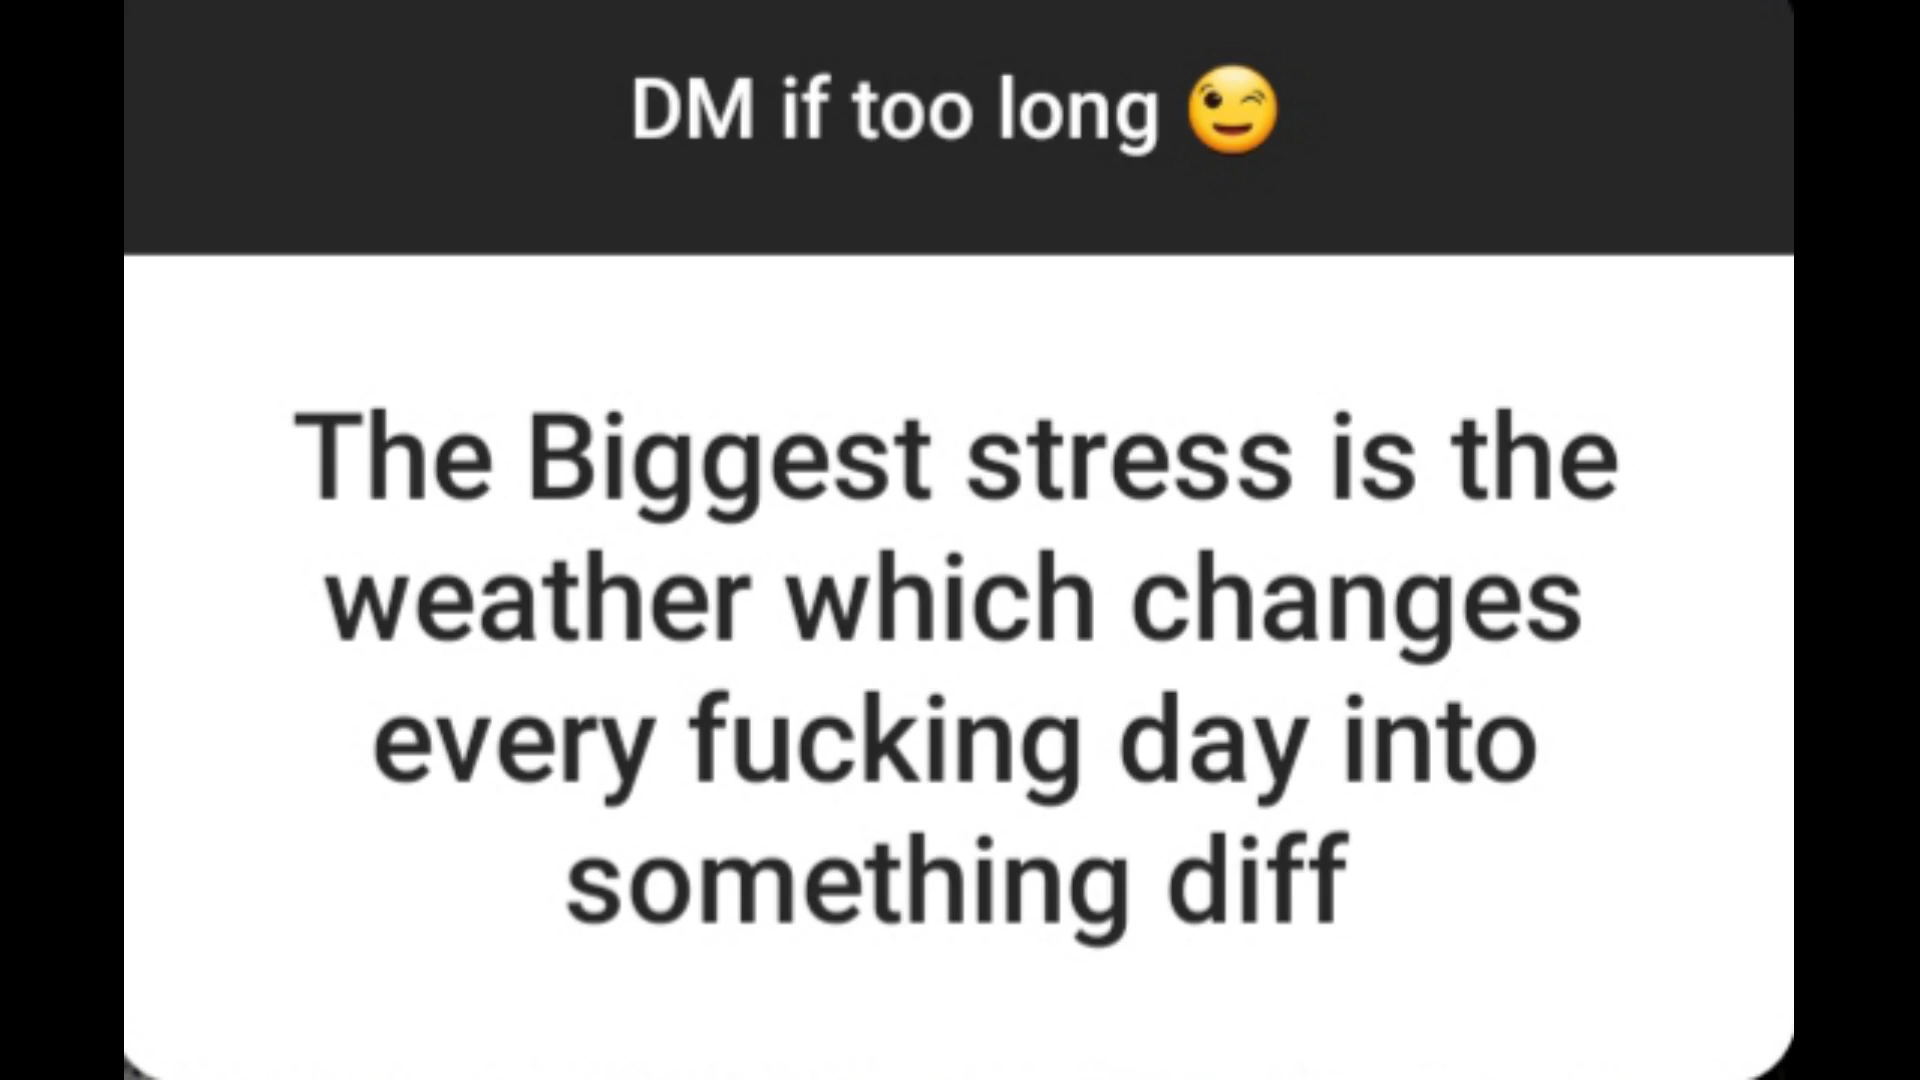 DM if too long 😉
The Biggest stress is the
weather which changes
every fucking day into
something diff